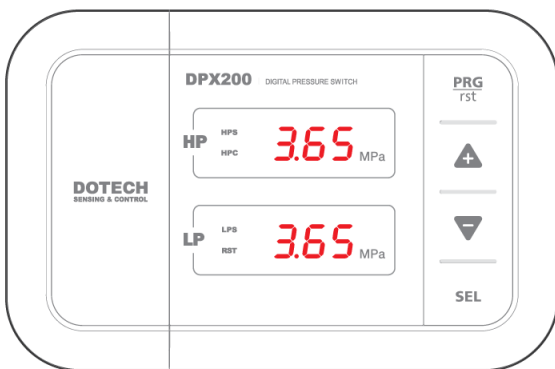 DPX200 DIGITAL PRESSURE SWITCH
HP
HPS
HPC
3.65 MPa
DOTECH
SENSING & CONTROL
LP
LPS
RST
3.65 MPa
PRG
rst
+
−
SEL